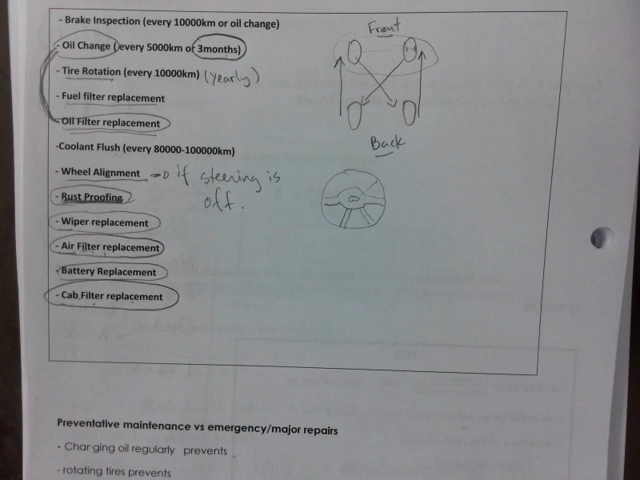 - Brake Inspection (every 10000km or oil change)
- Oil Change (every 5000km or 3months)
- Tire Rotation (every 10000km) (yearly)
- Fuel filter replacement
- Oil Filter replacement
-Coolant Flush (every 80000-100000km)
- Wheel Alignment → if steering is off.
- Rust Proofing
- Wiper replacement
- Air Filter replacement
- Battery Replacement
- Cab Filter replacement
Front
Back
Preventative maintenance vs emergency/major repairs
- Changing oil regularly prevents
- rotating tires prevents